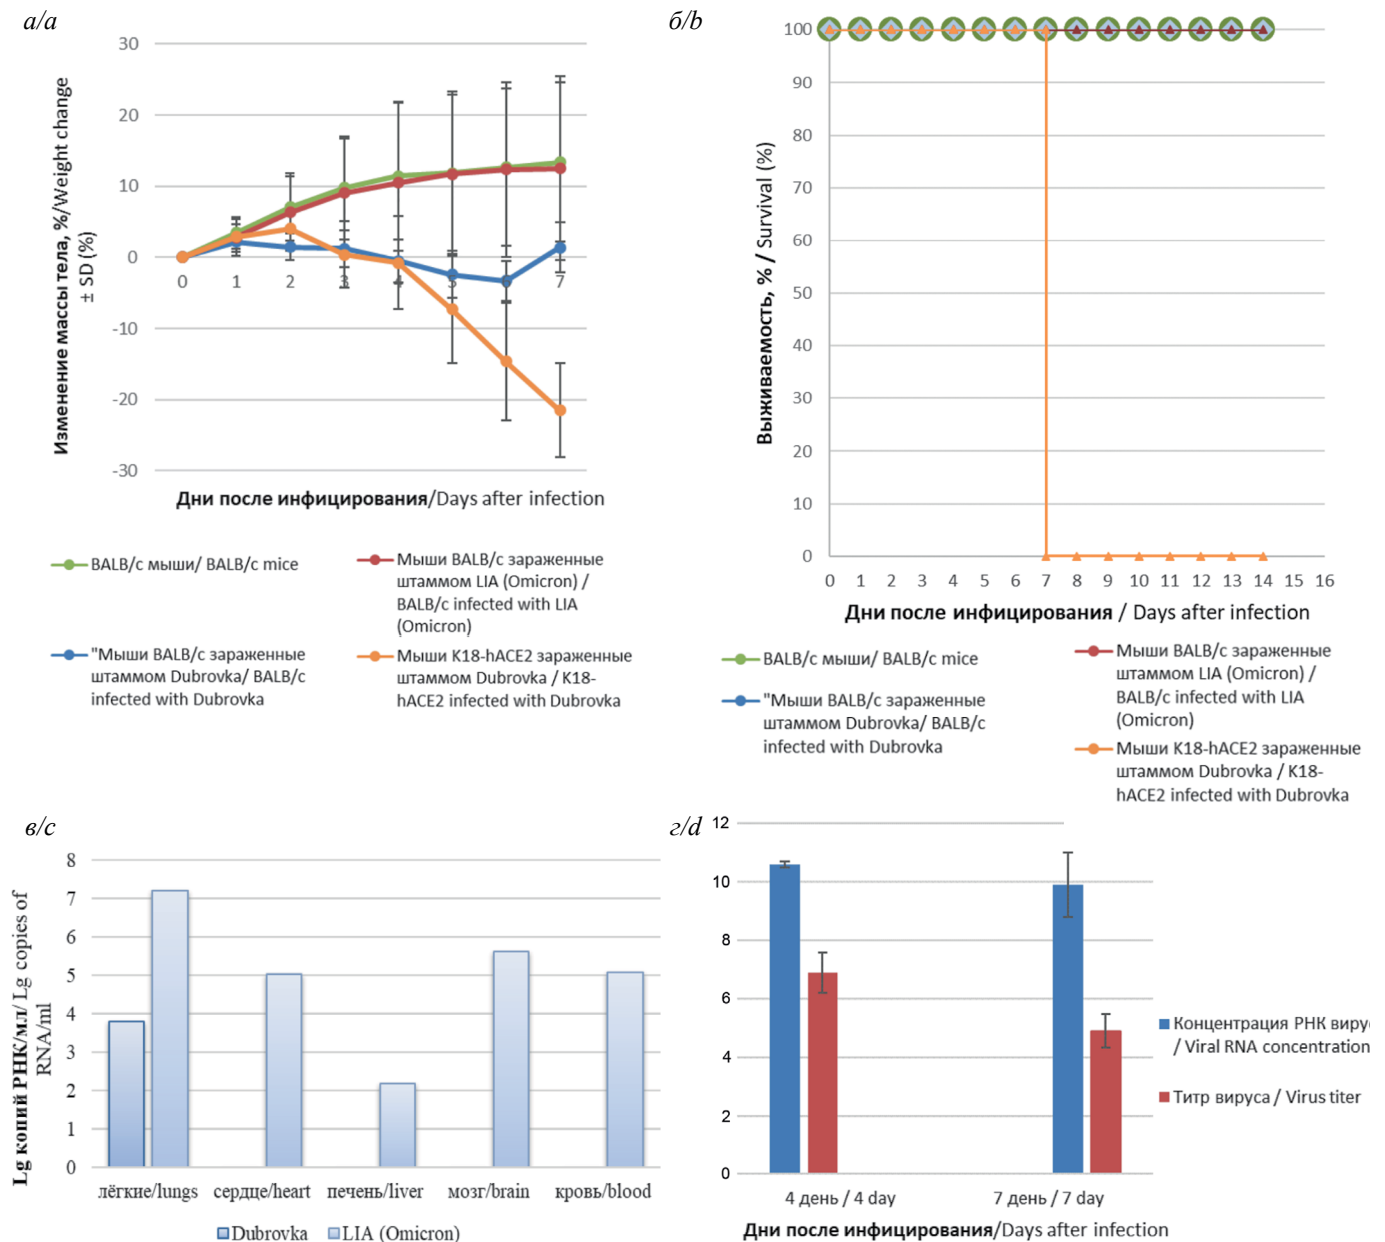 а/a
30
20
10
0
-10
-20
-30
0 1 2 3 4 5 6 7
Изменение массы тела, %/Weight change
± SD (%)
Дни после инфицирования/Days after infection
BALB/c мыши/ BALB/c mice
Мыши BALB/c зараженные
штаммом LIA (Omicron) /
BALB/c infected with LIA
(Omicron)
"Мыши BALB/c зараженные
штаммом Dubrovka/ BALB/c
infected with Dubrovka
Мыши K18-hACE2 зараженные
штаммом Dubrovka / K18-
hACE2 infected with Dubrovka
б/b
100
90
80
70
60
50
40
30
20
10
0
0 1 2 3 4 5 6 7 8 9 10 11 12 13 14 15 16
Выживаемость, % / Survival (%)
Дни после инфицирования / Days after infection
BALB/c мыши/ BALB/c mice
Мыши BALB/c зараженные
штаммом LIA (Omicron) /
BALB/c infected with LIA
(Omicron)
"Мыши BALB/c зараженные
штаммом Dubrovka/ BALB/c
infected with Dubrovka
Мыши K18-hACE2 зараженные
штаммом Dubrovka / K18-
hACE2 infected with Dubrovka
в/c
8
7
6
5
4
3
2
1
0
Lg копий РНК/мл/ Lg copies of
RNA/ml
лёгкие/lungs сердце/heart печень/liver мозг/brain кровь/blood
Dubrovka LIA (Omicron)
г/d
12
10
8
6
4
2
0
4 день / 4 day 7 день / 7 day
Дни после инфицирования/Days after infection
Концентрация РНК виру
/ Viral RNA concentration
Титр вируса / Virus titer